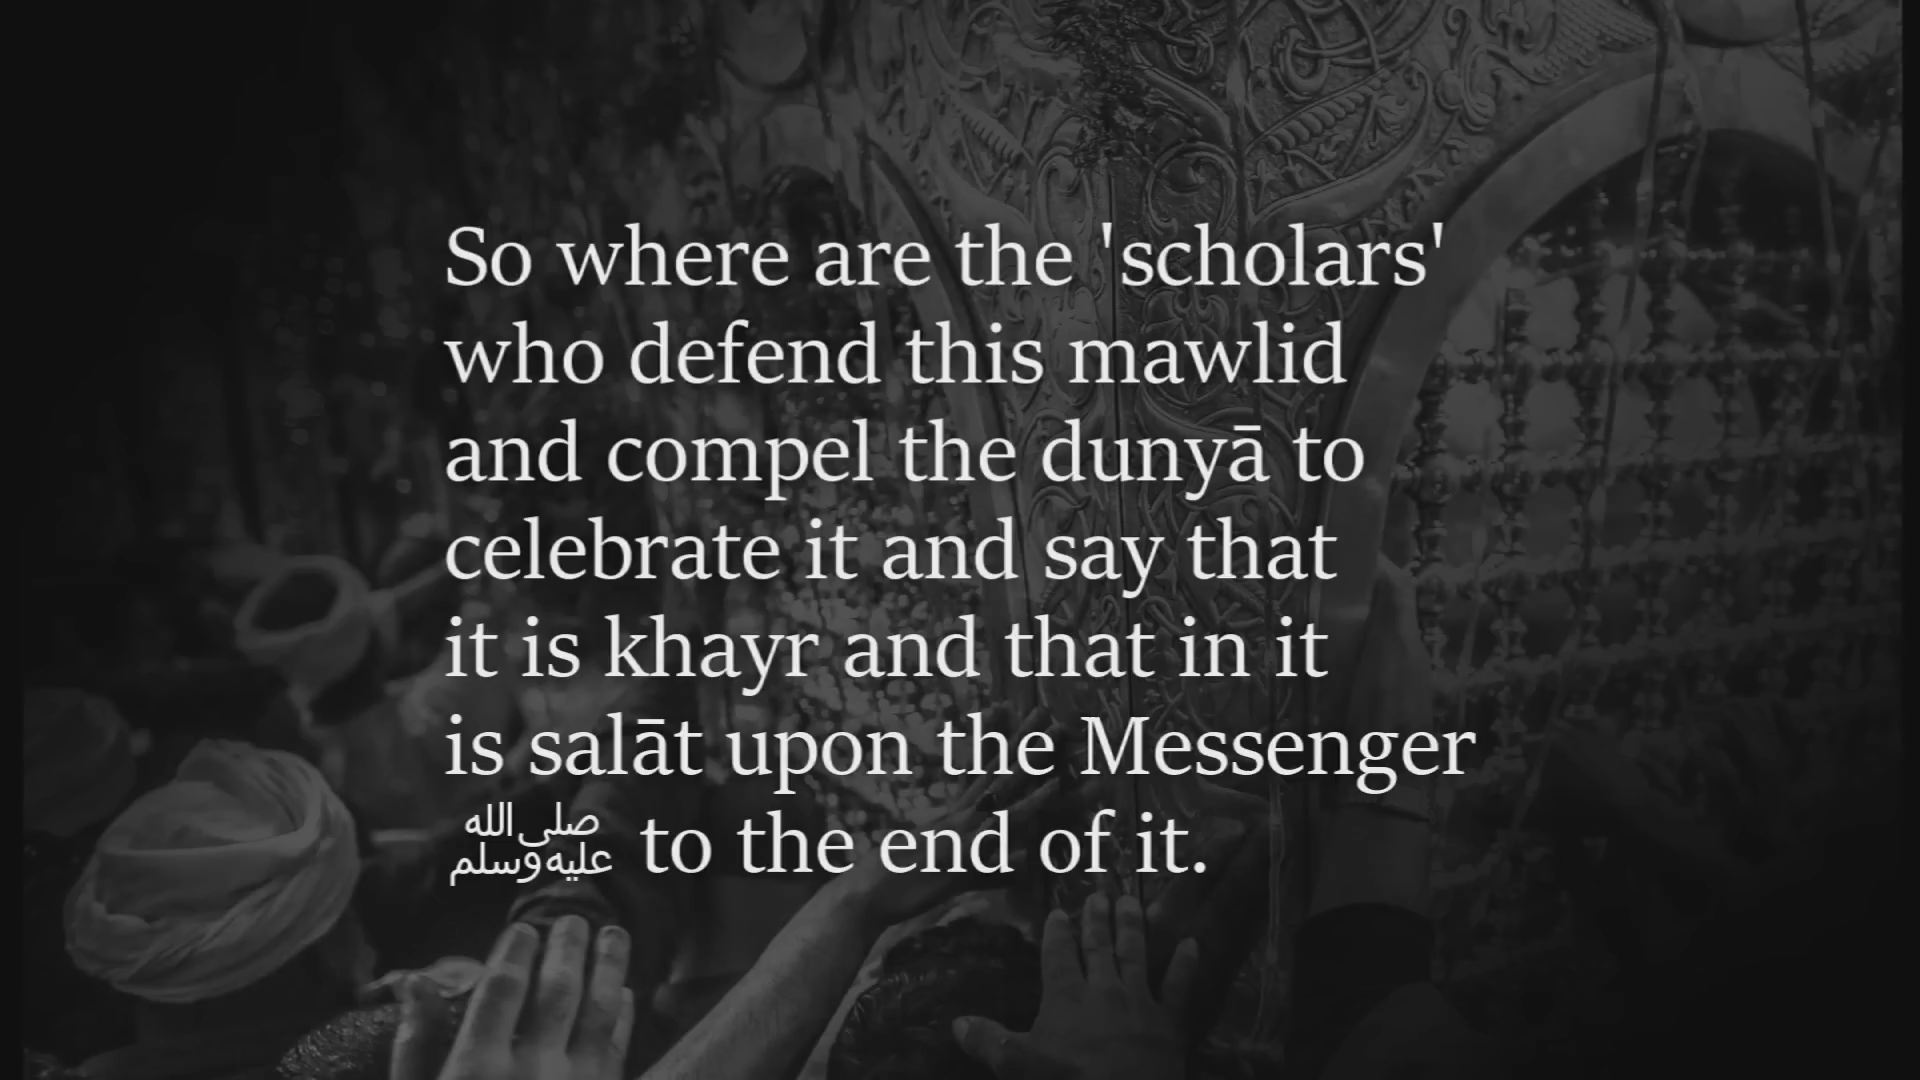 So where are the 'scholars'
who defend this mawlid
and compel the dunyā to
celebrate it and say that
it is khayr and that in it
is salāt upon the Messenger
ﷺ to the end of it.